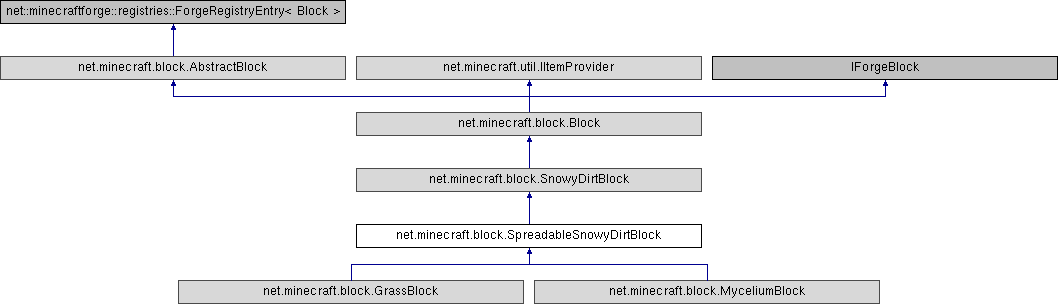 net::minecraftforge::registries::ForgeRegistryEntry< Block >
net.minecraft.block.AbstractBlock
net.minecraft.util.IItemProvider
IForgeBlock
net.minecraft.block.Block
net.minecraft.block.SnowyDirtBlock
net.minecraft.block.SpreadableSnowyDirtBlock
net.minecraft.block.GrassBlock
net.minecraft.block.MyceliumBlock